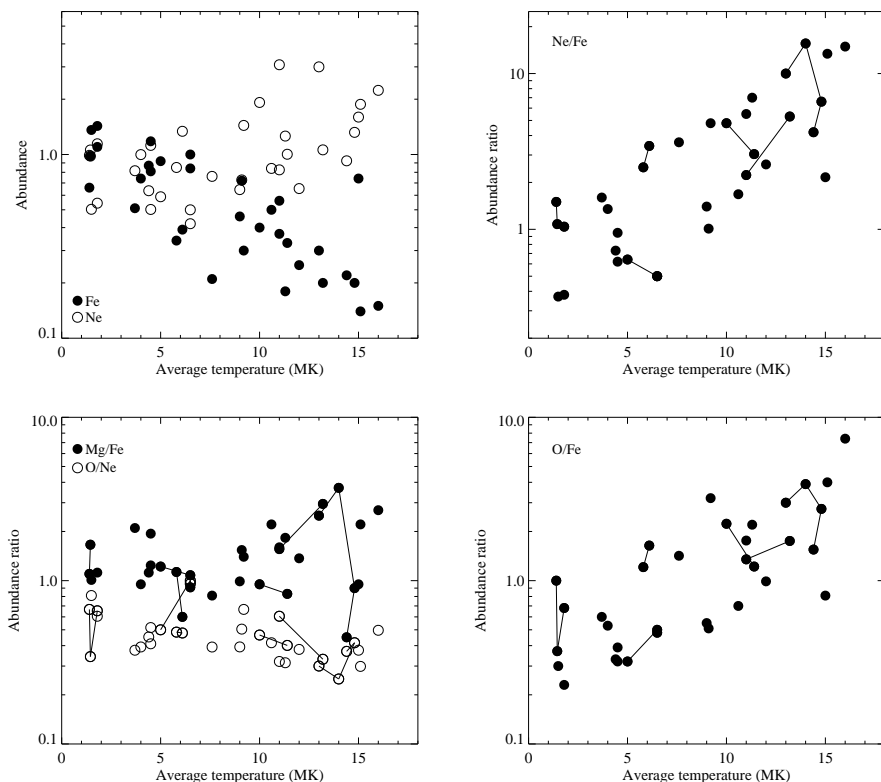 Abundance
1.0
0.1
Fe
Ne
0 5 10 15
Average temperature (MK)
Ne/Fe
Abundance ratio
10
1
0 5 10 15
Average temperature (MK)
Mg/Fe
O/Ne
Abundance ratio
10.0
1.0
0.1
0 5 10 15
Average temperature (MK)
O/Fe
Abundance ratio
10.0
1.0
0.1
0 5 10 15
Average temperature (MK)